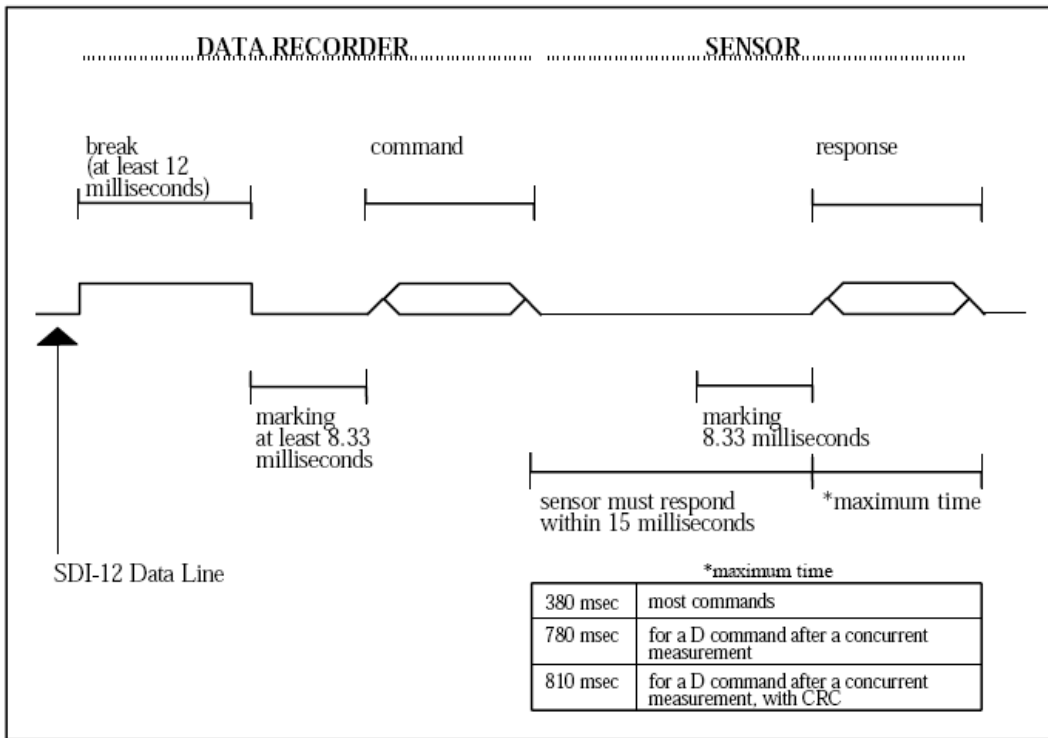 DATA RECORDER
SENSOR
break
(at least 12
milliseconds)
command
response
marking
at least 8.33
milliseconds
marking
8.33 milliseconds
sensor must respond
within 15 milliseconds
*maximum time
SDI-12 Data Line
*maximum time
380 msec most commands
780 msec for a D command after a concurrent
measurement
810 msec for a D command after a concurrent
measurement, with CRC